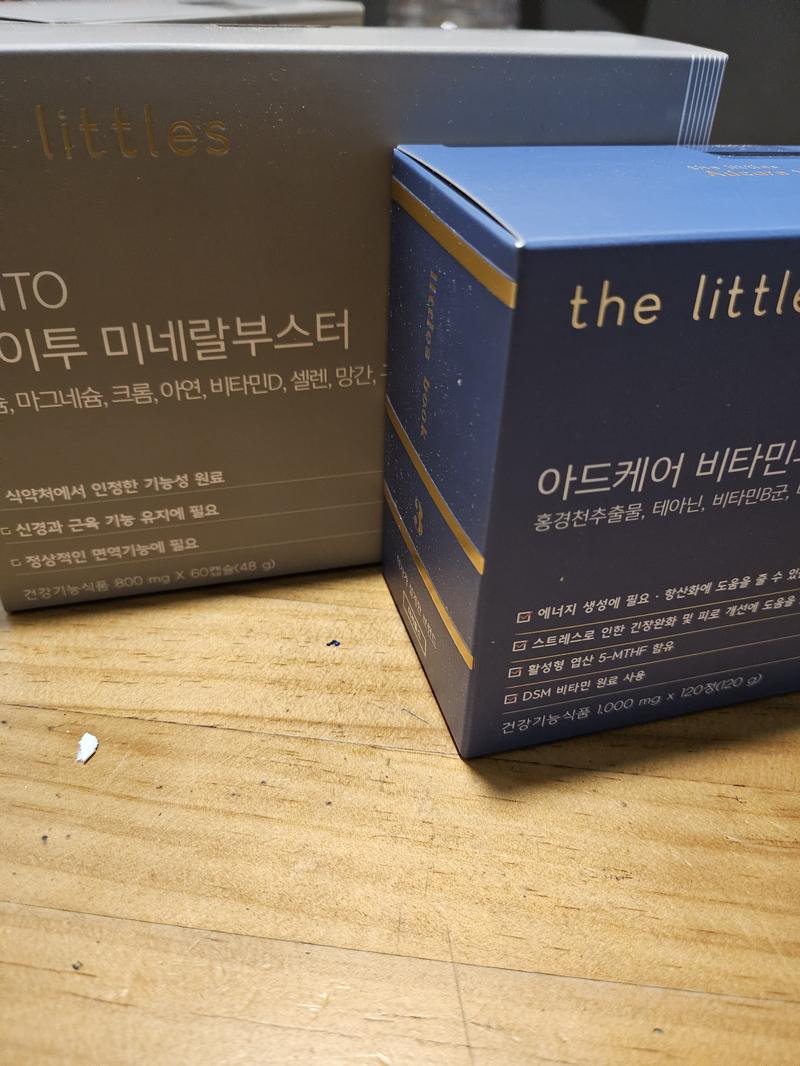 littles
ITO
이투 미네랄부스터
슘, 마그네슘, 크롬, 아연, 비타민D, 셀렌, 망간,
식약처에서 인정한 기능성 원료
신경과 근육 기능 유지에 필요
정상적인 면역기능에 필요
건강기능식품 800 mg X 60캡슐(48 g)
the littles
littles book
3
the little
아드케어 비타민
홍경천추출물, 테아닌, 비타민B군,
에너지 생성에 필요 · 항산화에 도움을 줄 수 있
스트레스로 인한 긴장완화 및 피로 개선에 도움을
활성형 엽산 5-MTHF 함유
DSM 비타민 원료 사용
건강기능식품 1,000 mg x 120정(120 g)